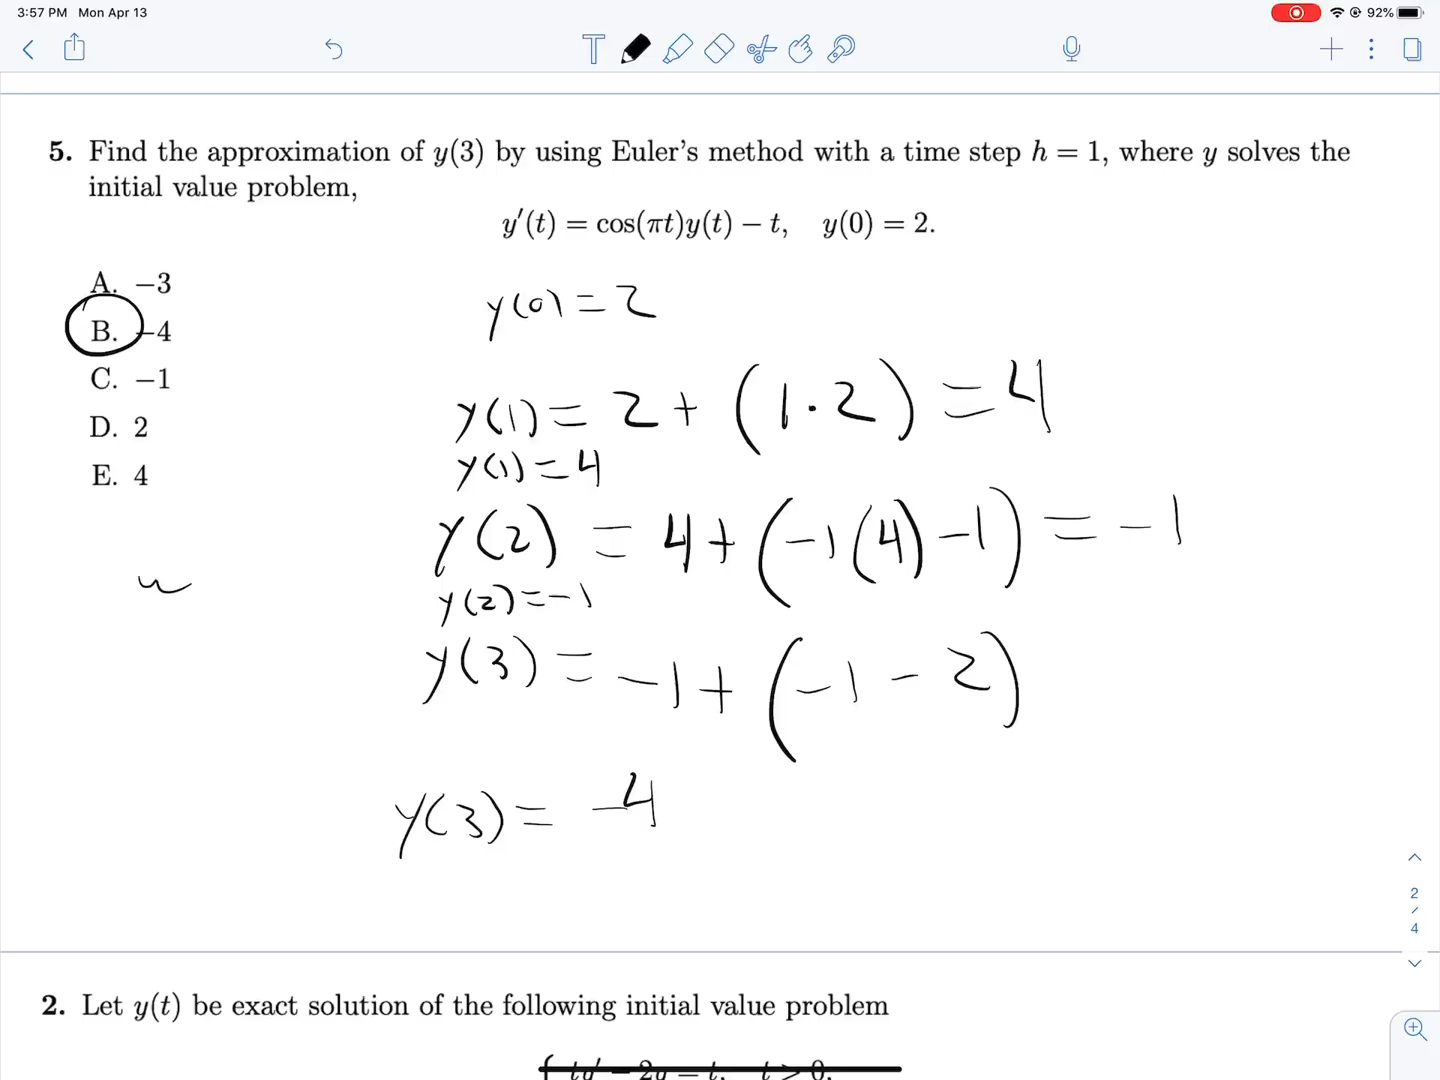 3:57 PM Mon Apr 13
92%
T
5. Find the approximation of y(3) by using Euler's method with a time step h = 1, where y solves the
initial value problem,
y′(t) = cos(πt)y(t) − t, y(0) = 2.
A. −3
B. −4
C. −1
D. 2
E. 4
y(0) = 2
y(1) = 2 + (1·2) = 4
y(1) = 4
y(2) = 4 + (−1(4) −1) = −1
y(2) = −1
y(3) = −1 + (−1 − 2)
y(3) = −4
2
/
4
2. Let y(t) be exact solution of the following initial value problem
{ ty′ − 2y = t, t > 0,